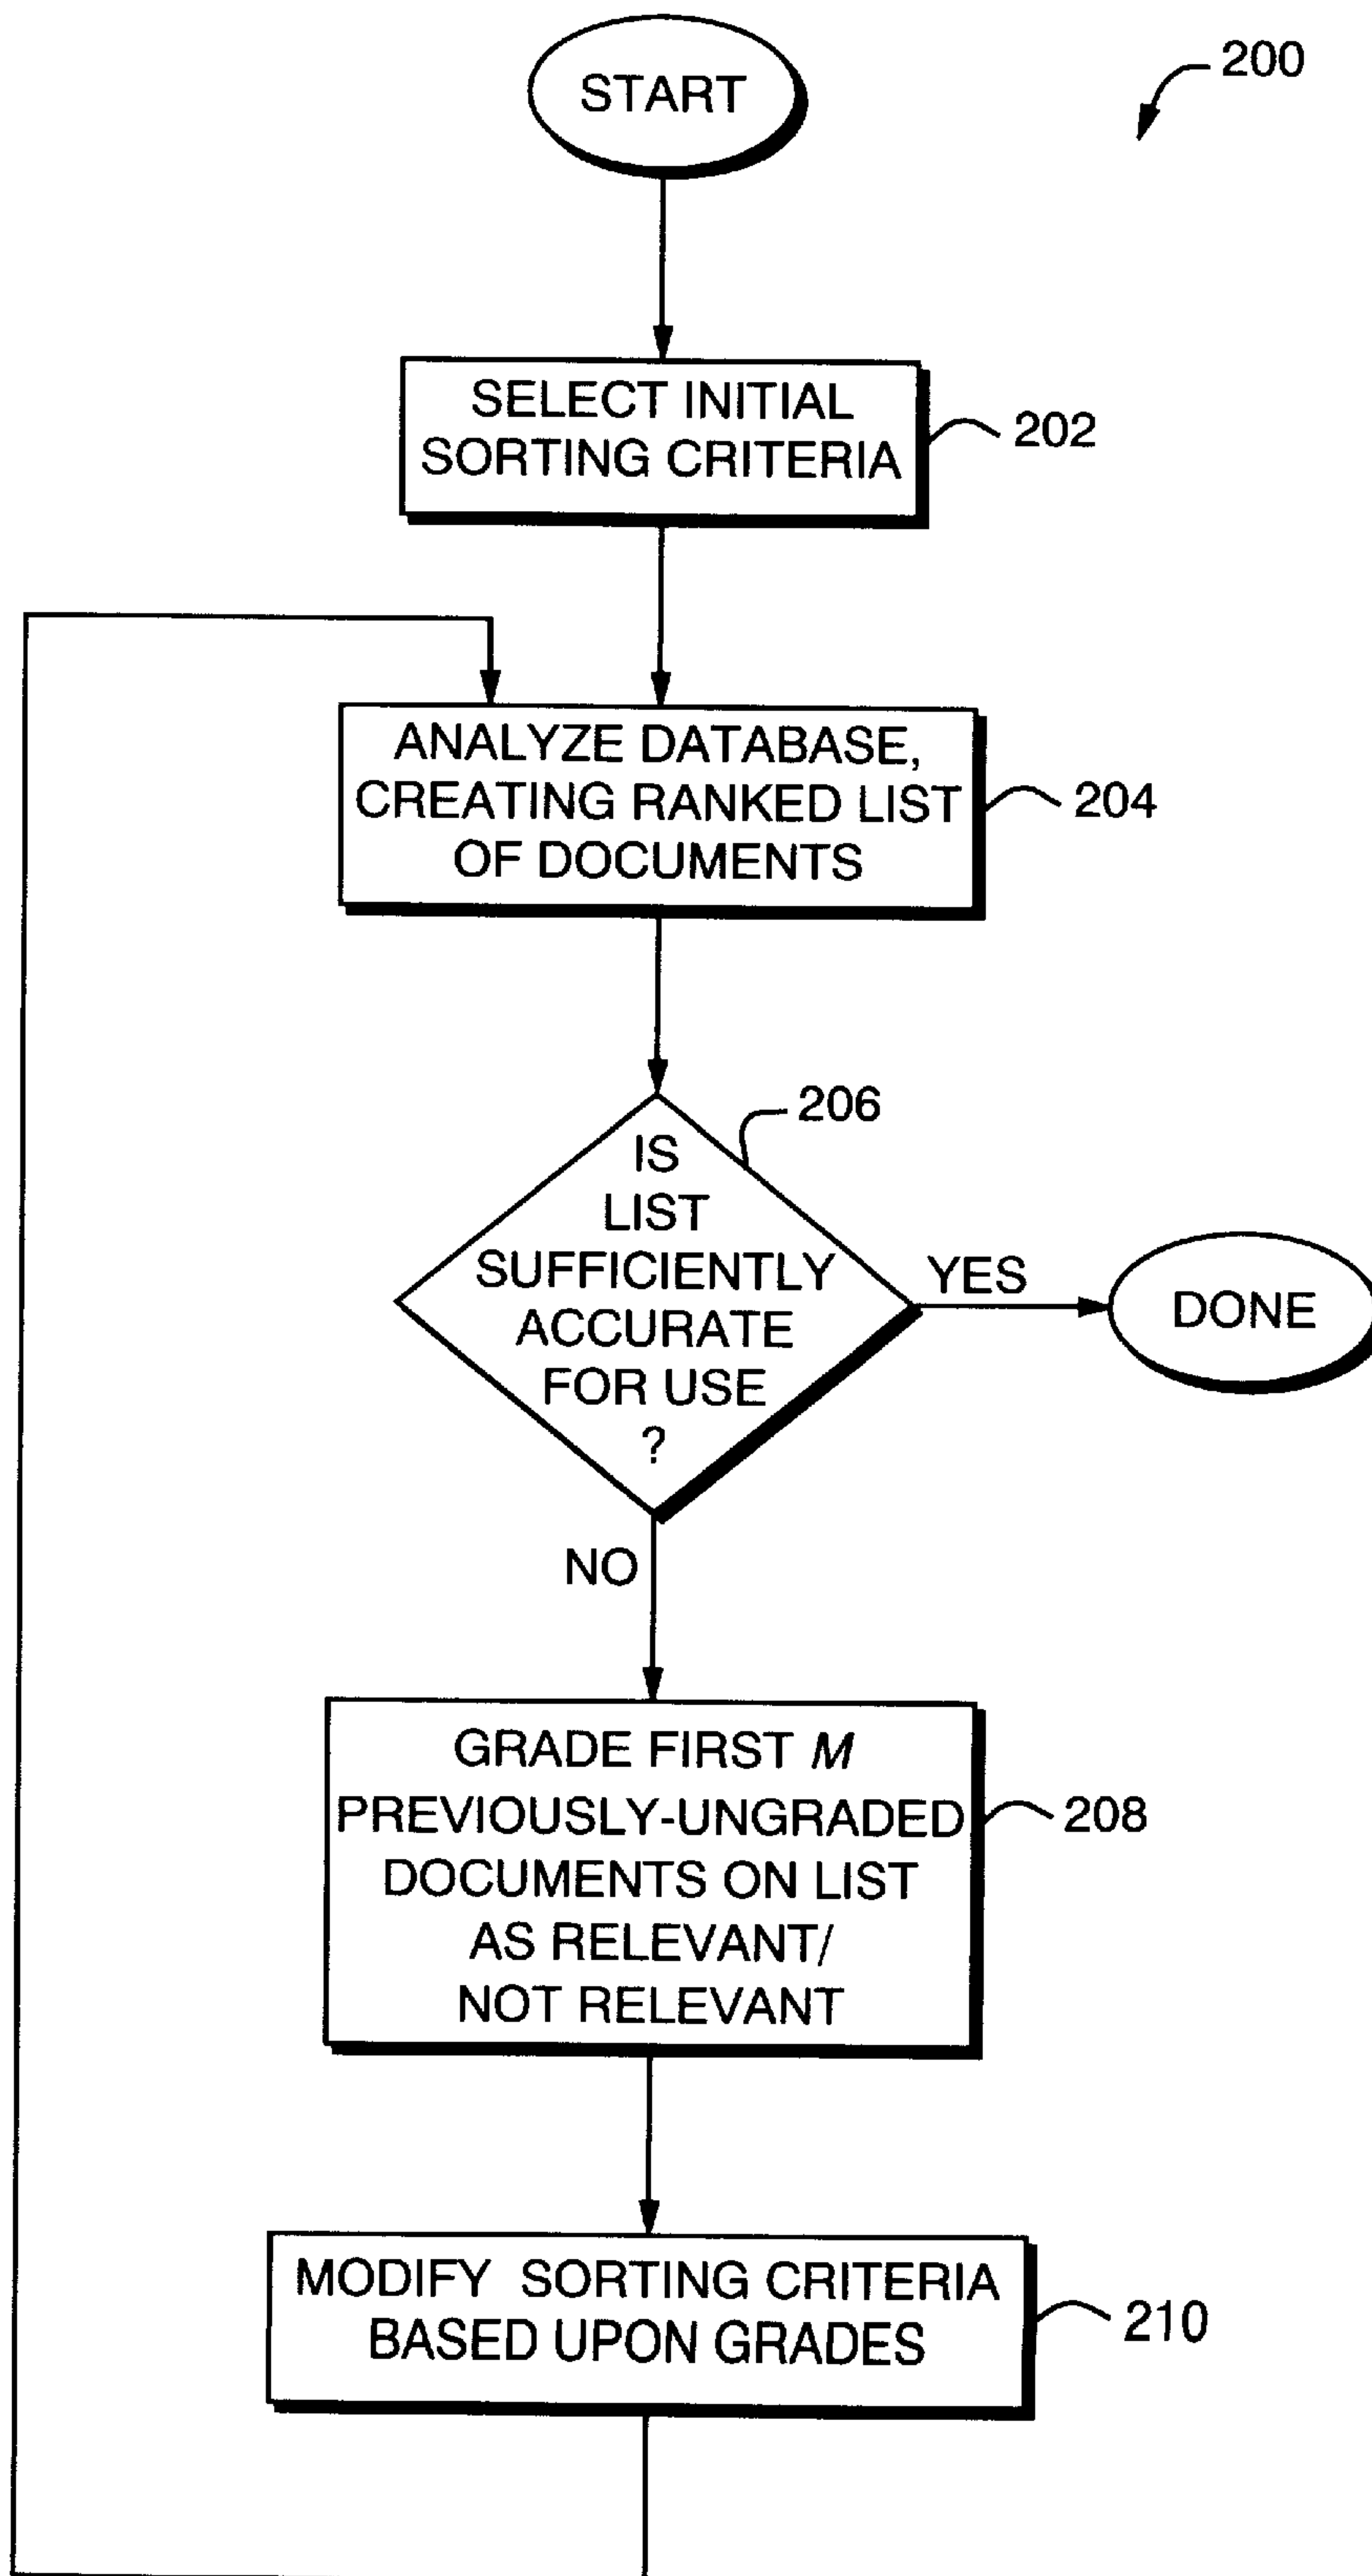 START
200
SELECT INITIAL
SORTING CRITERIA
202
ANALYZE DATABASE,
CREATING RANKED LIST
OF DOCUMENTS
204
206
IS
LIST
SUFFICIENTLY
ACCURATE
FOR USE
?
YES
DONE
NO
GRADE FIRST M
PREVIOUSLY-UNGRADED
DOCUMENTS ON LIST
AS RELEVANT/
NOT RELEVANT
208
MODIFY SORTING CRITERIA
BASED UPON GRADES
210